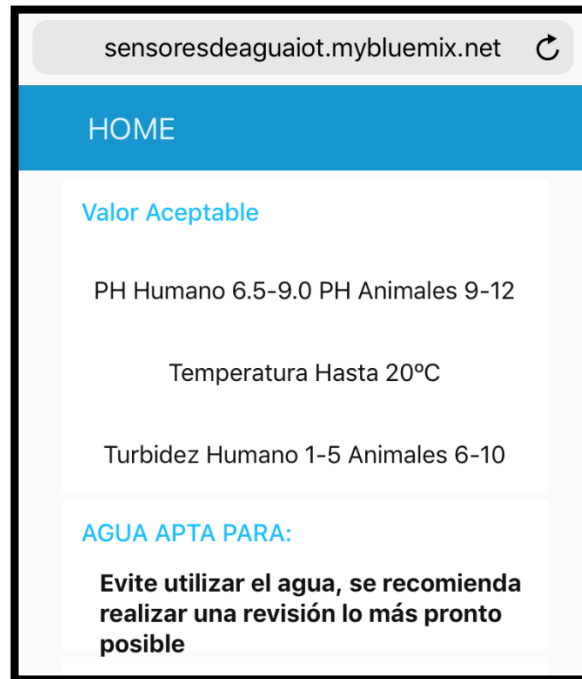 sensoresdeaguaiot.mybluemix.net
HOME
Valor Aceptable
PH Humano 6.5-9.0 PH Animales 9-12
Temperatura Hasta 20ºC
Turbidez Humano 1-5 Animales 6-10
AGUA APTA PARA:
Evite utilizar el agua, se recomienda
realizar una revisión lo más pronto
posible